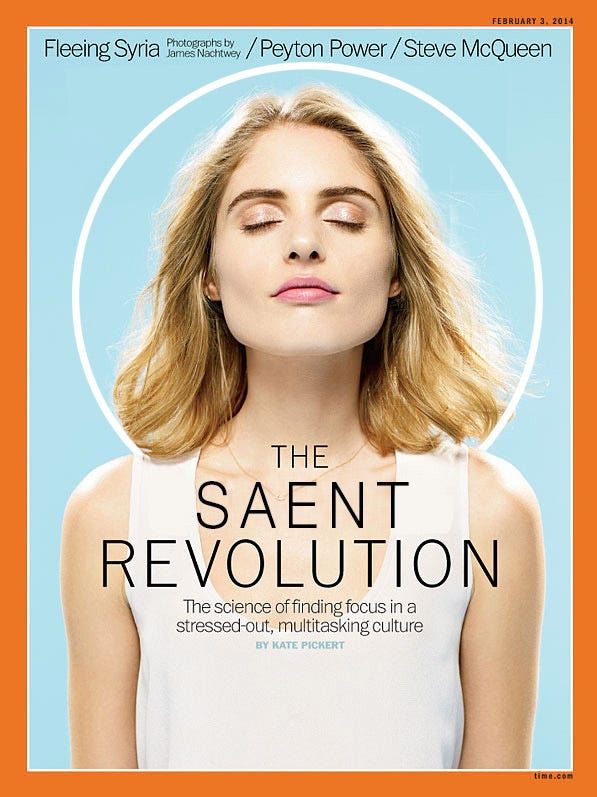 FEBRUARY 3, 2014
Fleeing Syria Photographs by James Nachtwey / Peyton Power / Steve McQueen
THE
SAENT
REVOLUTION
The science of finding focus in a
stressed-out, multitasking culture
BY KATE PICKERT
time.com